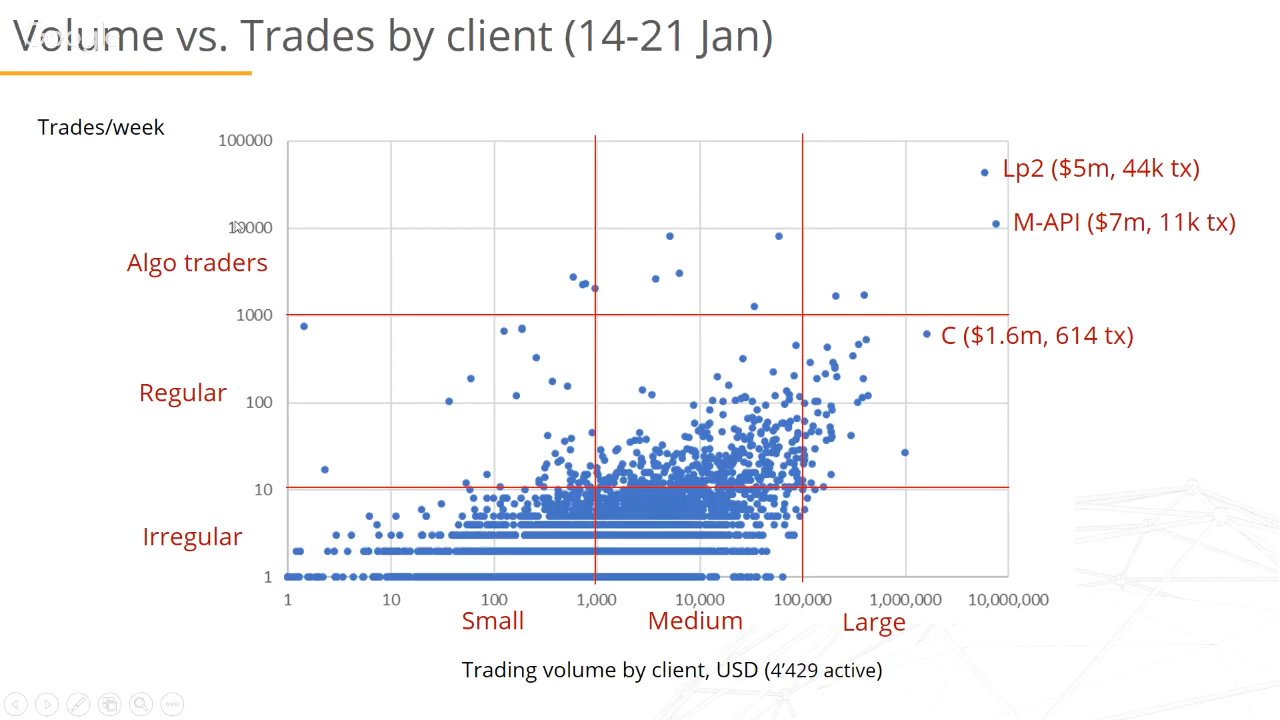 Volume vs. Trades by client (14-21 Jan)
Google
Trades/week
100000
Lp2 ($5m, 44k tx)
M-API ($7m, 11k tx)
10000
Algo traders
1000
C ($1.6m, 614 tx)
Regular
100
10
Irregular
1
1 10 100 1,000 10,000 100,000 1,000,000 10,000,000
Small Medium Large
Trading volume by client, USD (4'429 active)